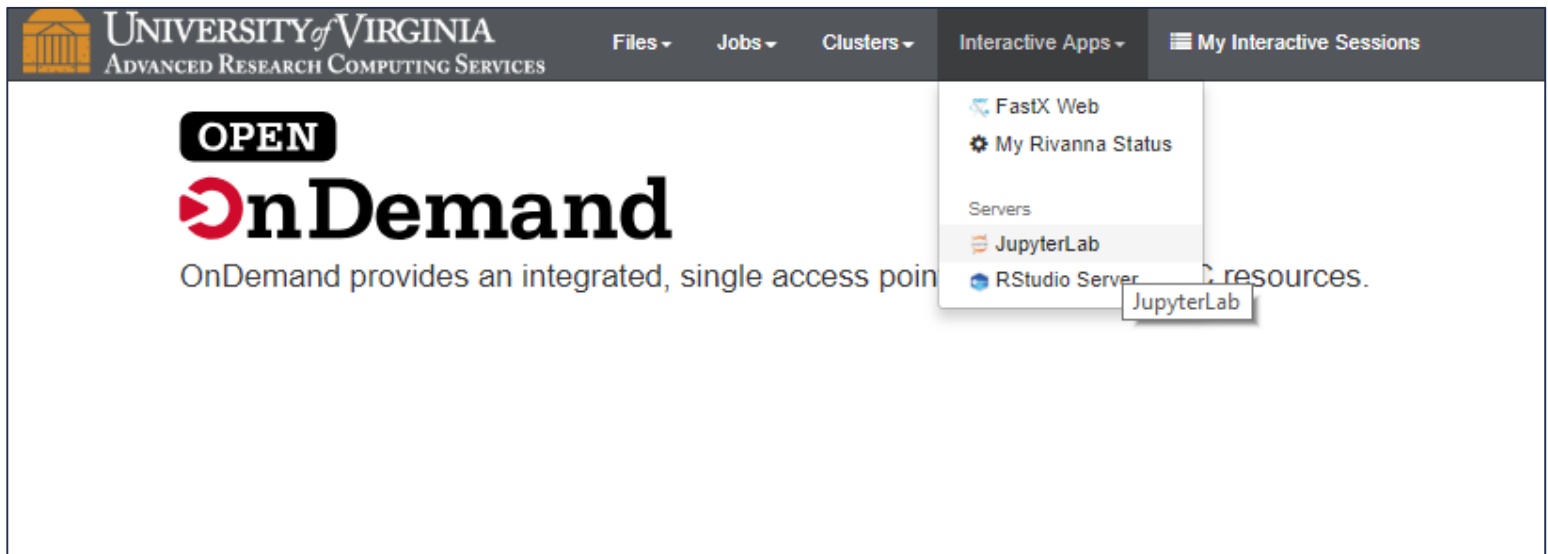 UNIVERSITY of VIRGINIA
ADVANCED RESEARCH COMPUTING SERVICES
Files Jobs Clusters Interactive Apps My Interactive Sessions
FastX Web
My Rivanna Status
Servers
JupyterLab
RStudio Server
JupyterLab
OPEN
OnDemand
OnDemand provides an integrated, single access poin C resources.